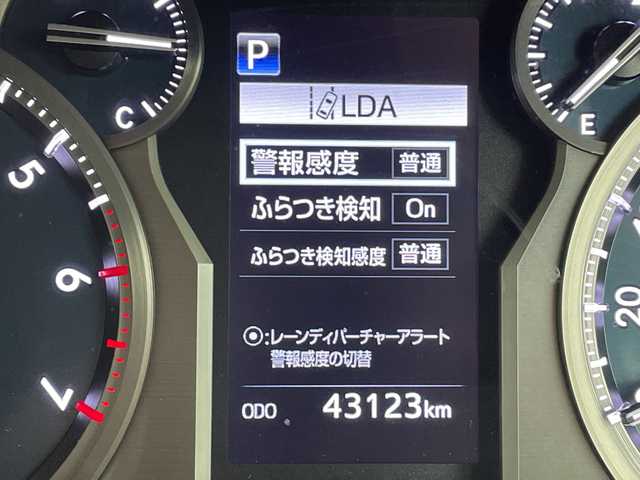 P
LDA
警報感度 普通
ふらつき検知 On
ふらつき検知感度 普通
:レーンディパーチャーアラート
警報感度の切替
ODO 43123km
C
E
5
6
7
20